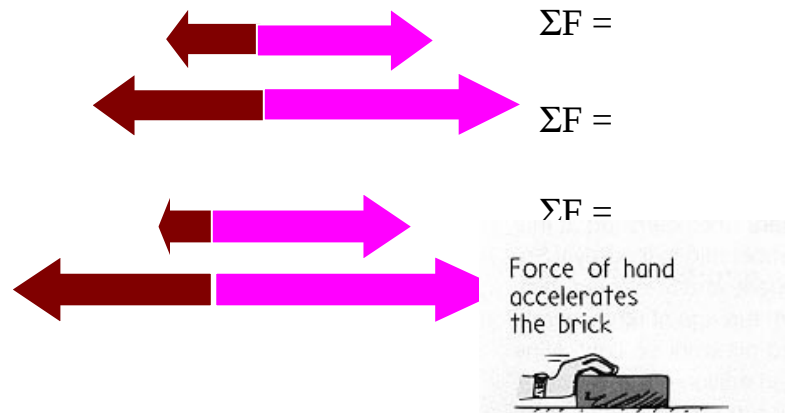 ΣF =
ΣF =
ΣF =
Force of hand
accelerates
the brick